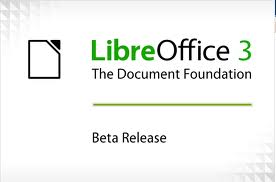 LibreOffice 3
The Document Foundation
Beta Release